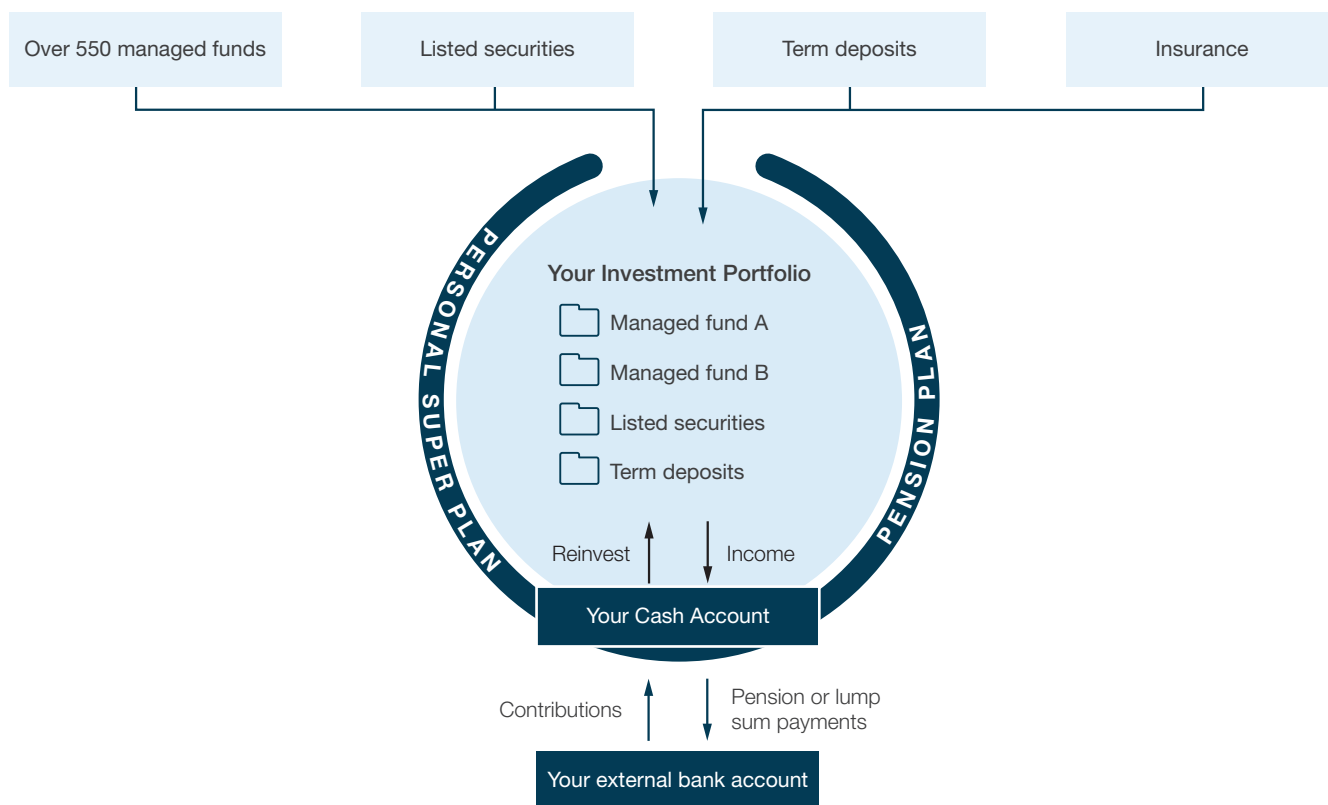 Over 550 managed funds
Listed securities
Term deposits
Insurance
PERSONAL SUPER PLAN
PENSION PLAN
Your Investment Portfolio
Managed fund A
Managed fund B
Listed securities
Term deposits
Reinvest
Income
Your Cash Account
Contributions
Pension or lump
sum payments
Your external bank account